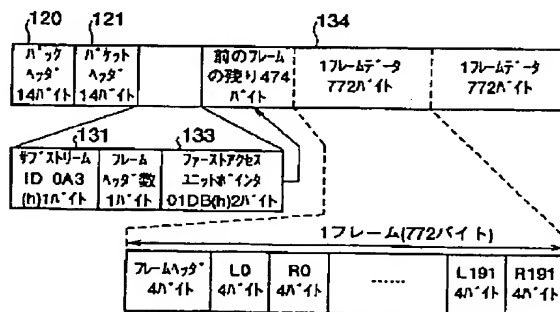 120
121
134
パック
ヘッダ
14バイト
パケット
ヘッダ
14バイト
前のフレーム
の残り474
バイト
1フレームデータ
772バイト
1フレームデータ
772バイト
131
133
サブストリーム
ID 0A3
(h)1バイト
フレーム
ヘッダ数
1バイト
ファーストアクセス
ユニットポインタ
01DB(h)2バイト
1フレーム(772バイト)
フレームヘッダ
4バイト
L0
4バイト
R0
4バイト
……
L191
4バイト
R191
4バイト